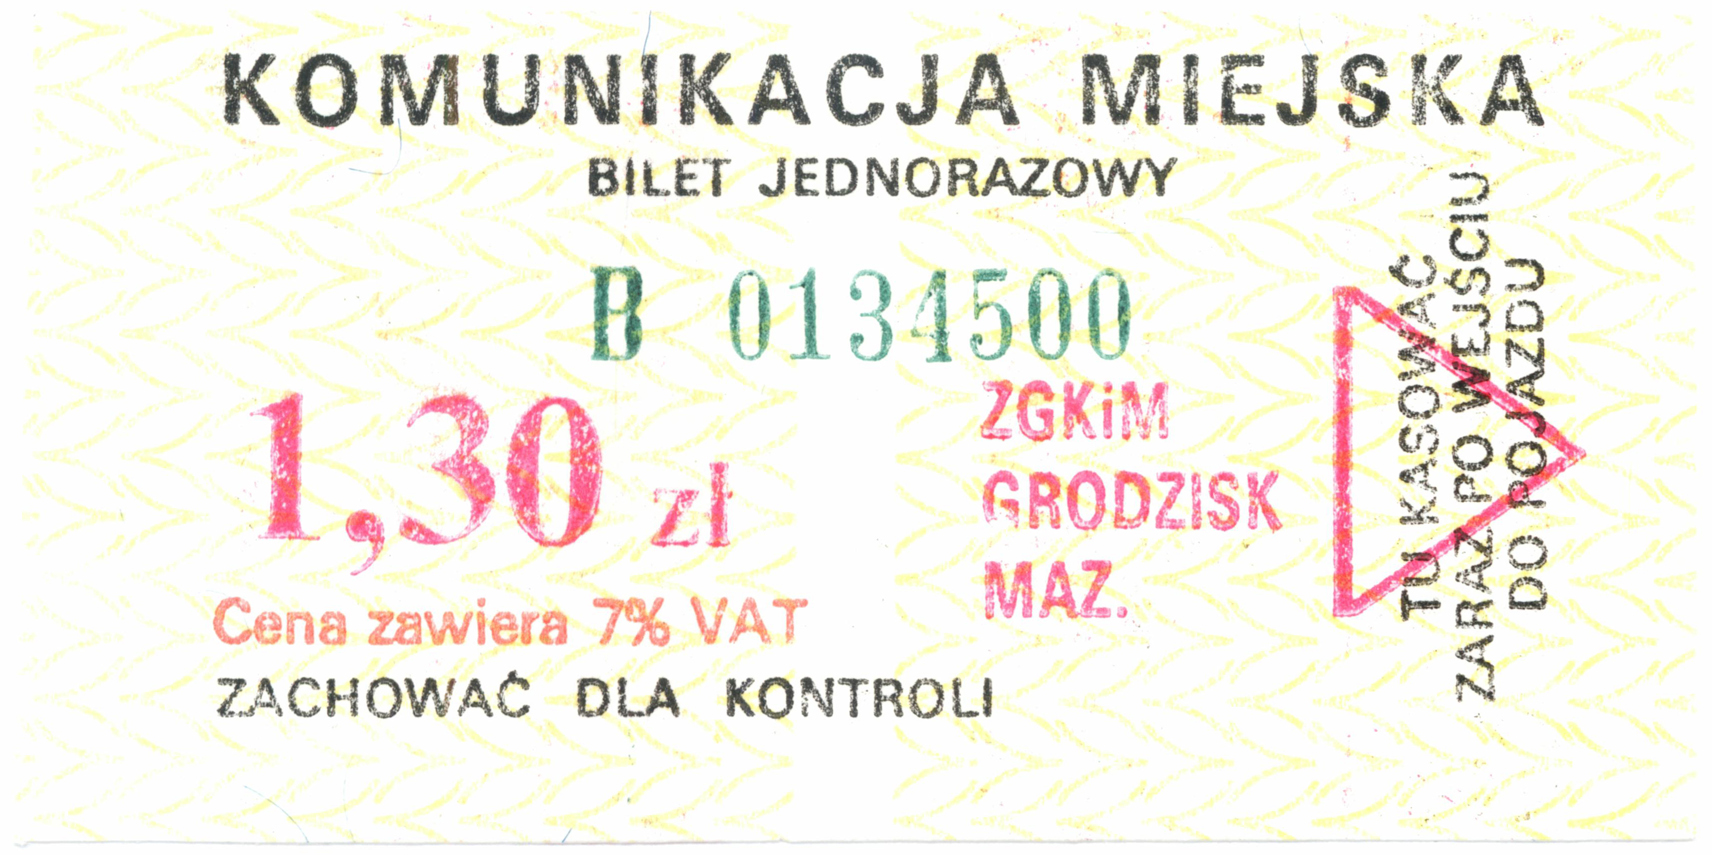 KOMUNIKACJA MIEJSKA
BILET JEDNORAZOWY
B 0134500
1,30 zł
ZGKiM
GRODZISK
MAZ.
Cena zawiera 7% VAT
ZACHOWAĆ DLA KONTROLI
TU KASOWAĆ
ZARAZ PO WEJŚCIU
DO POJAZDU